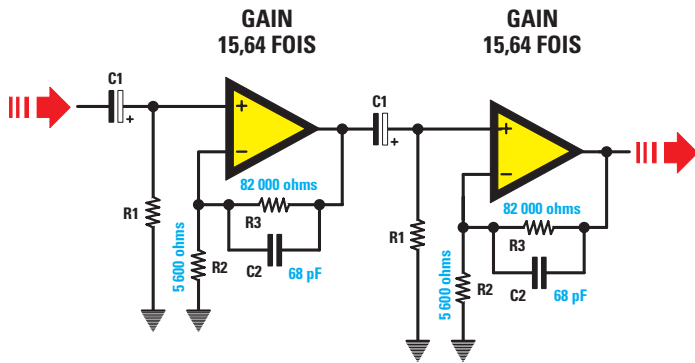 GAIN
15,64 FOIS
GAIN
15,64 FOIS
C1
+
+
−
R1
82 000 ohms
R3
C2
68 pF
R2
5 600 ohms
C1
+
+
−
R1
82 000 ohms
R3
C2
68 pF
R2
5 600 ohms